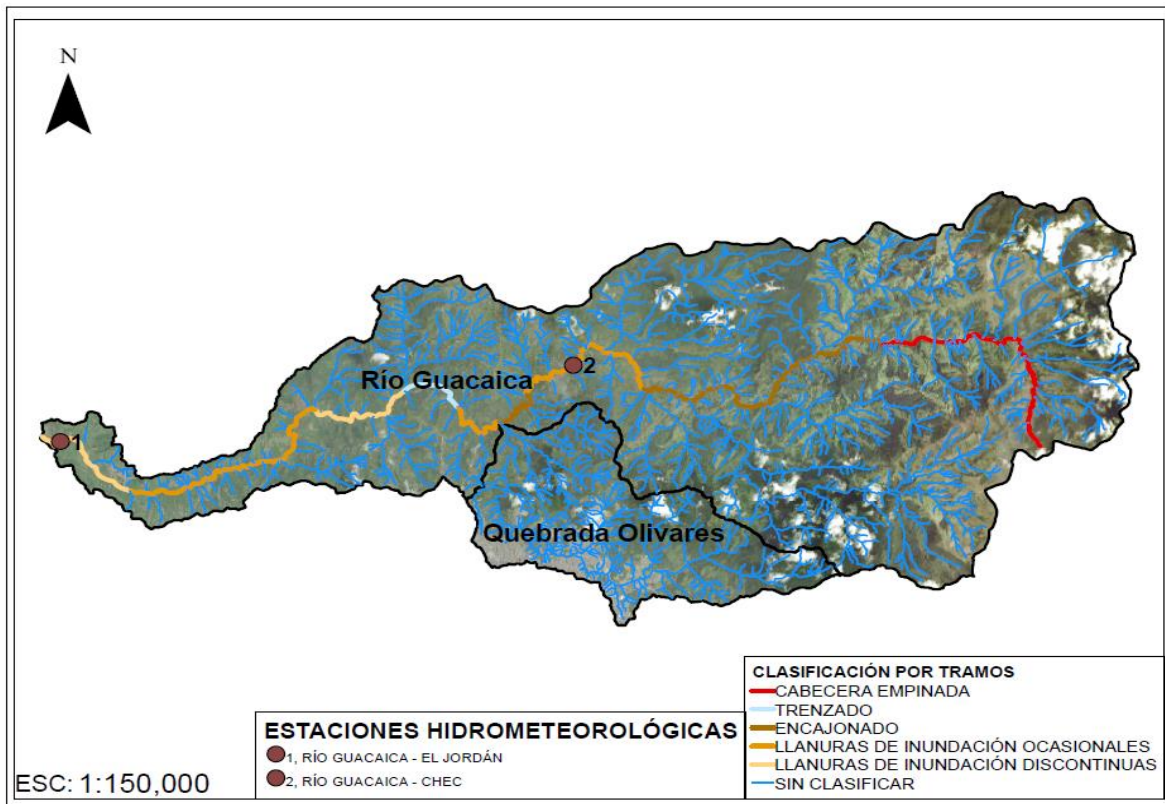 N
2
Río Guacaica
1
Quebrada Olivares
ESTACIONES HIDROMETEOROLÓGICAS
1, RÍO GUACAICA - EL JORDÁN
2, RÍO GUACAICA - CHEC
CLASIFICACIÓN POR TRAMOS
CABECERA EMPINADA
TRENZADO
ENCAJONADO
LLANURAS DE INUNDACIÓN OCASIONALES
LLANURAS DE INUNDACIÓN DISCONTINUAS
SIN CLASIFICAR
ESC: 1:150,000